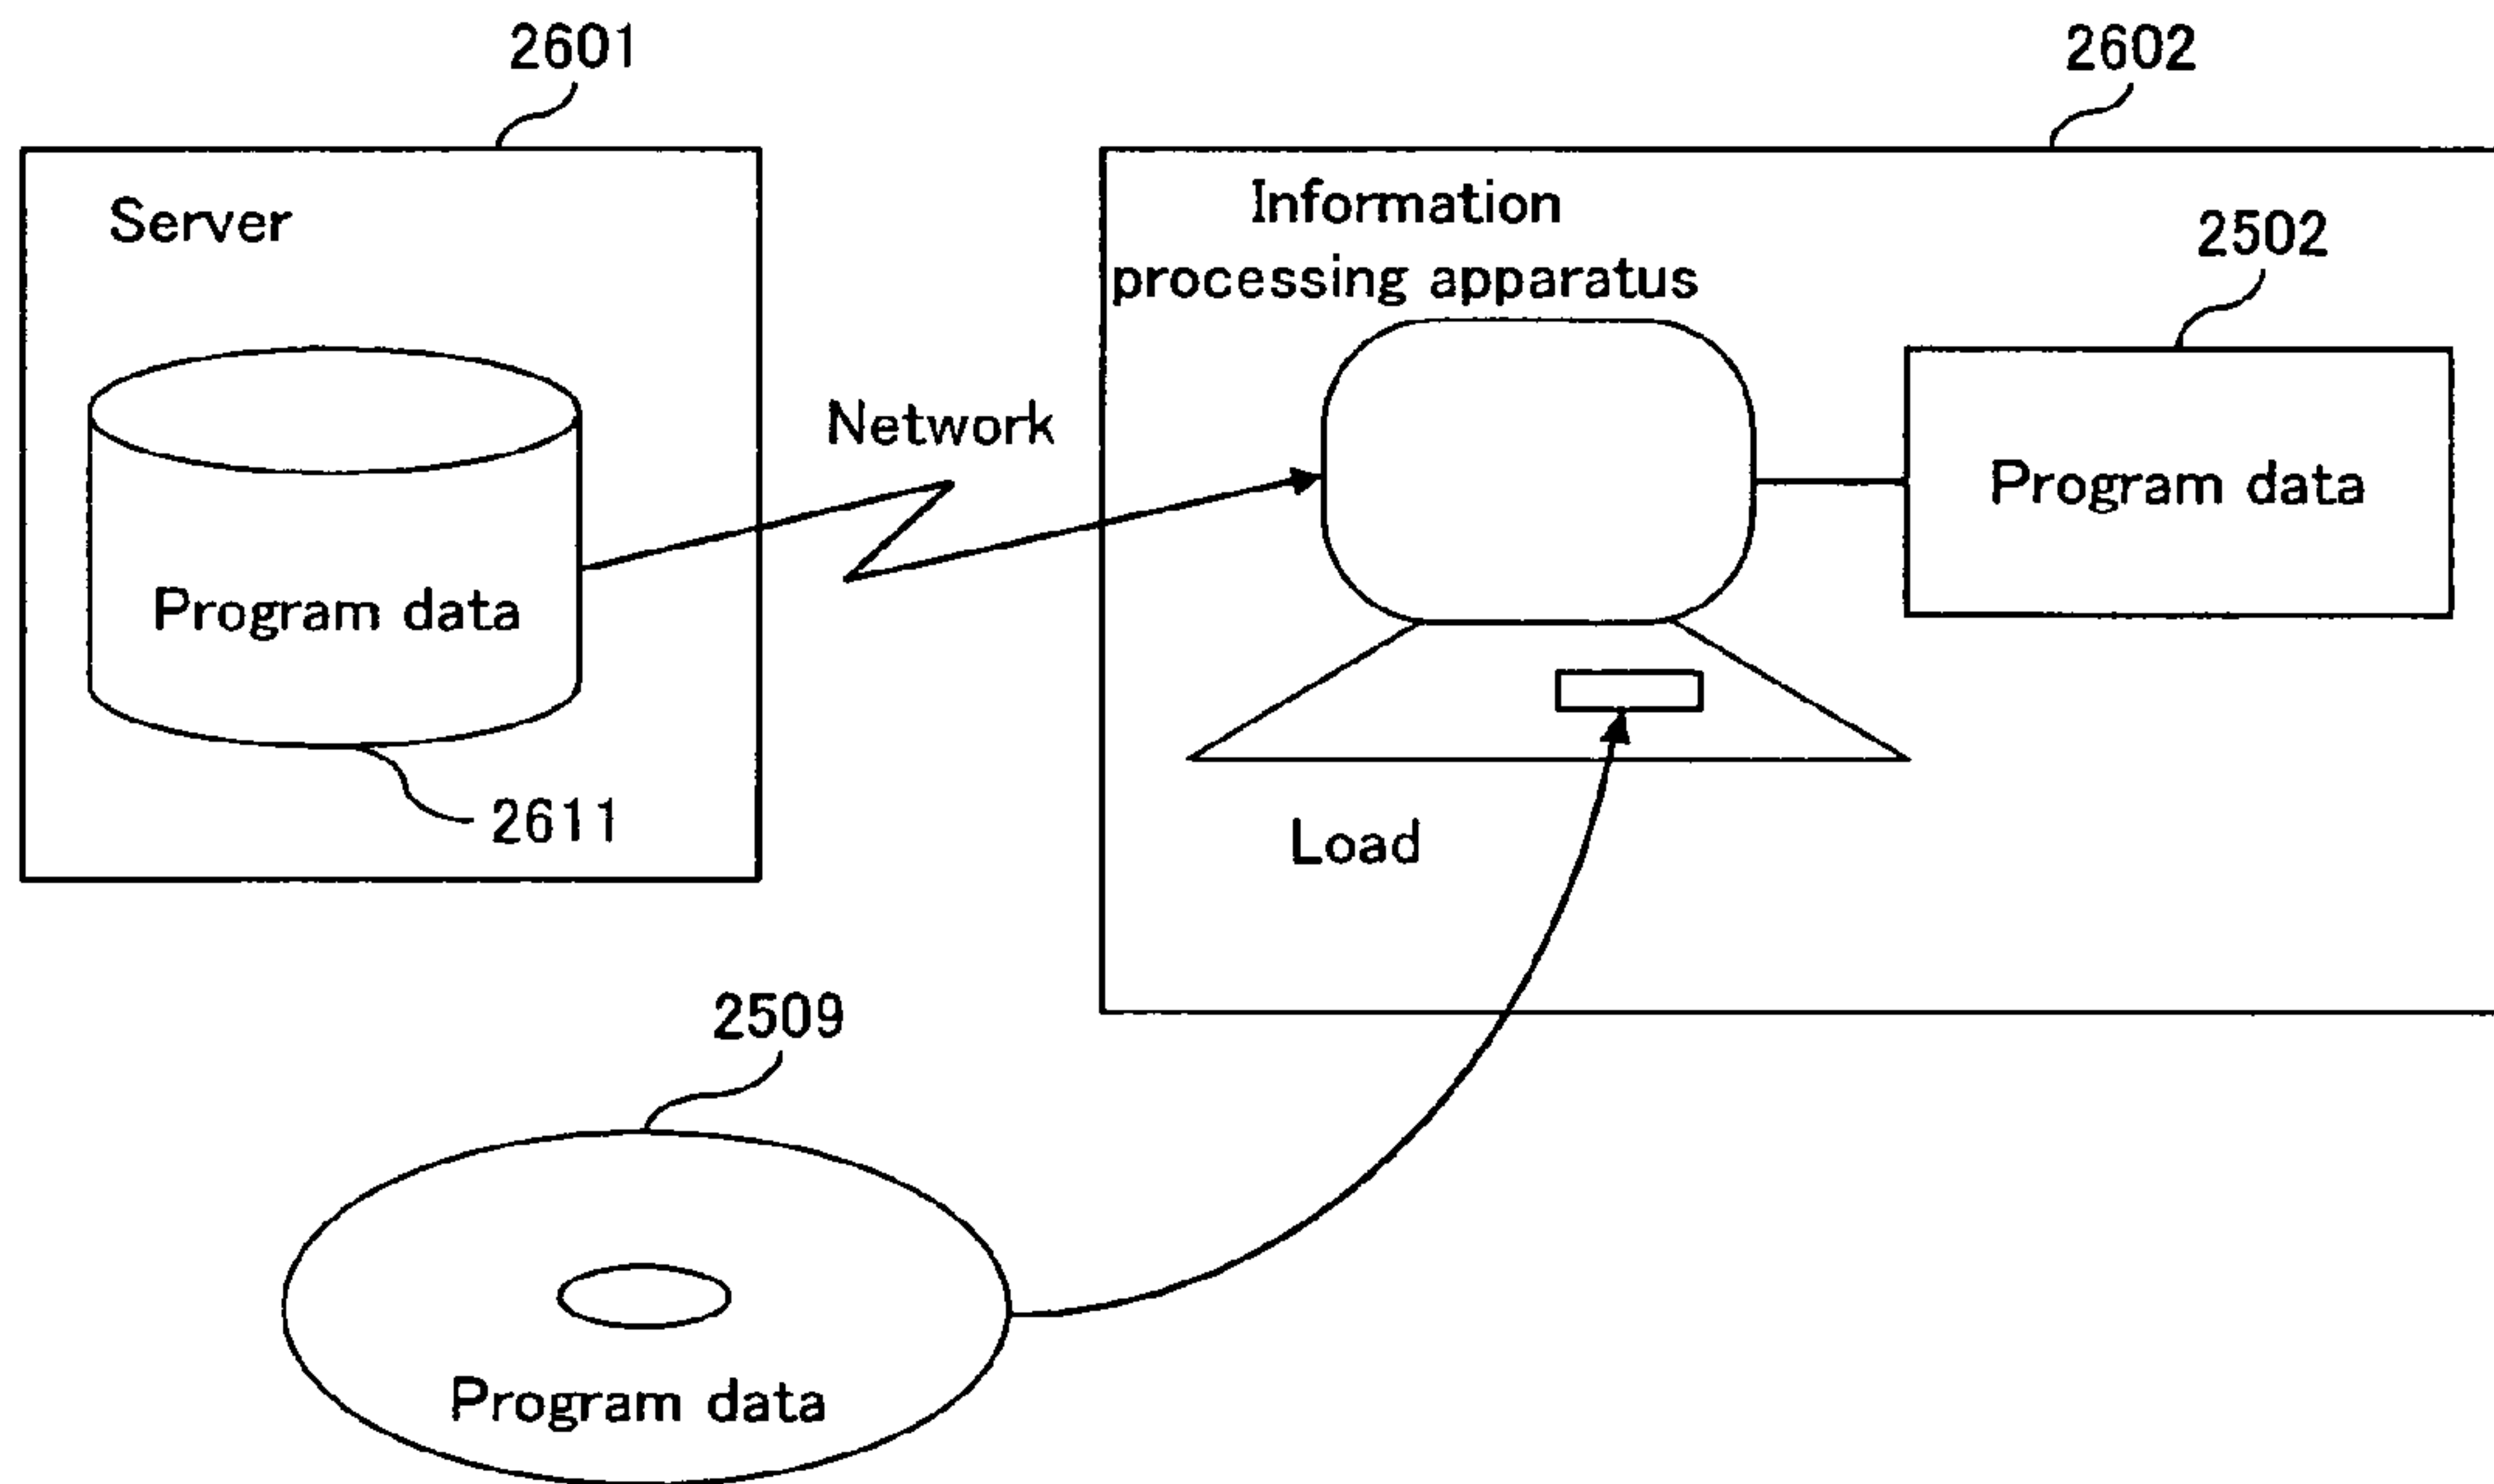 2601
2602
Server
Information
processing apparatus
2502
Network
Program data
Program data
2611
Load
2509
Program data